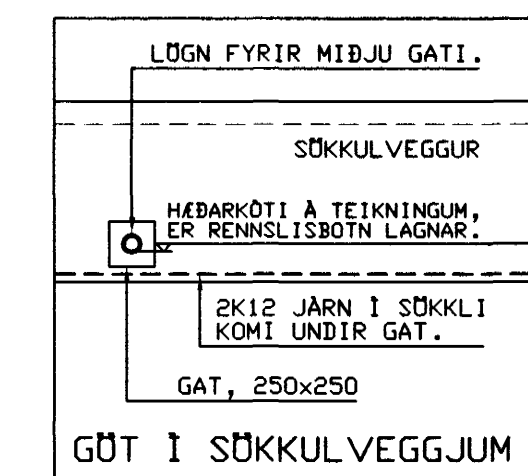 LÖGN FYRIR MIÐJU GATI.
SÖKKULVEGGUR
HÆÐARKÓTI Á TEIKNINGUM,
ER RENNSLISBOTN LAGNAR.
2K12 JÁRN Í SÖKKLI
KOMI UNDIR GAT.
GAT, 250x250
GÖT Í SÖKKULVEGGJUM